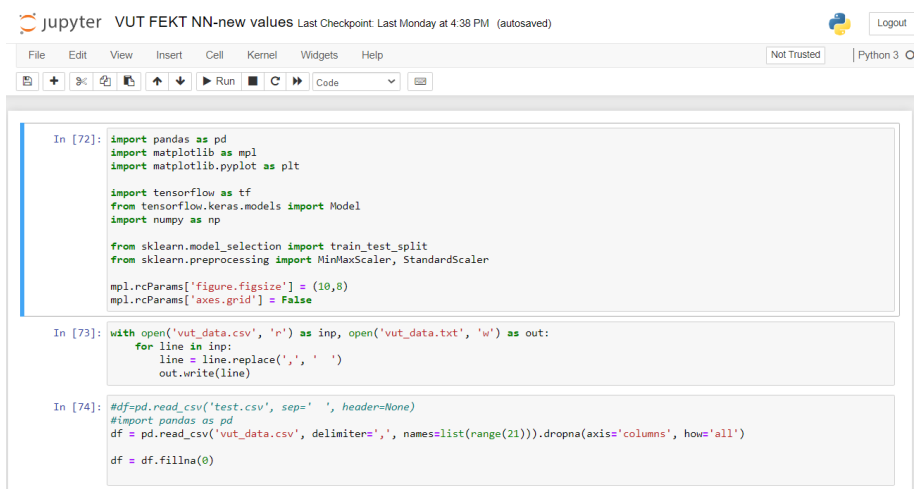 jupyter VUT FEKT NN-new values Last Checkpoint: Last Monday at 4:38 PM (autosaved)
Logout
File Edit View Insert Cell Kernel Widgets Help
Not Trusted
Python 3
Run
Code
In [72]: import pandas as pd
import matplotlib as mpl
import matplotlib.pyplot as plt
import tensorflow as tf
from tensorflow.keras.models import Model
import numpy as np
from sklearn.model_selection import train_test_split
from sklearn.preprocessing import MinMaxScaler, StandardScaler
mpl.rcParams['figure.figsize'] = (10,8)
mpl.rcParams['axes.grid'] = False
In [73]: with open('vut_data.csv', 'r') as inp, open('vut_data.txt', 'w') as out:
    for line in inp:
        line = line.replace(',', '  ')
        out.write(line)
In [74]: #df=pd.read_csv('test.csv', sep='  ', header=None)
#import pandas as pd
df = pd.read_csv('vut_data.csv', delimiter=',', names=list(range(21))).dropna(axis='columns', how='all')
df = df.fillna(0)